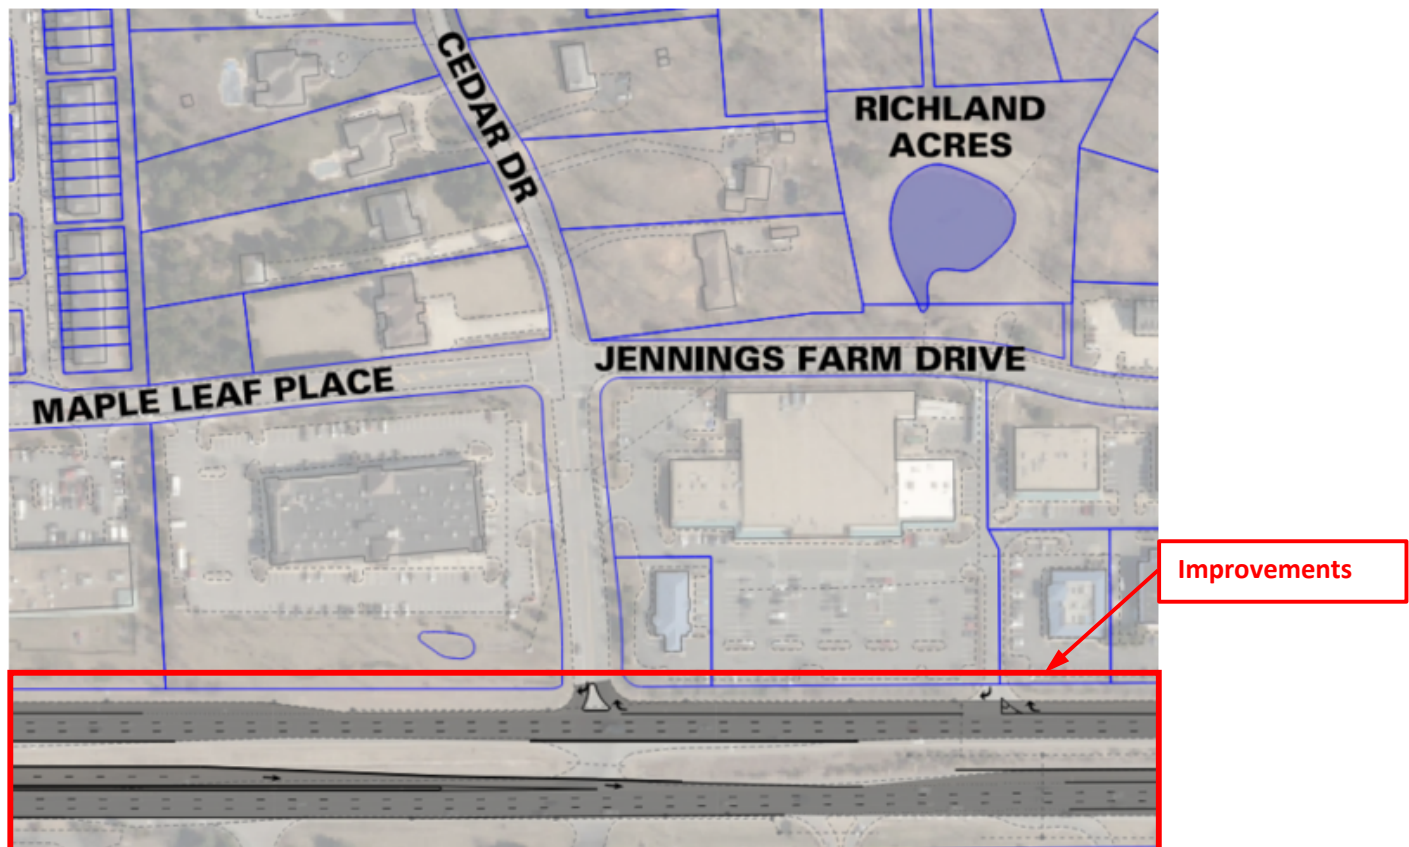 CEDAR DR
RICHLAND
ACRES
JENNINGS FARM DRIVE
MAPLE LEAF PLACE
Improvements